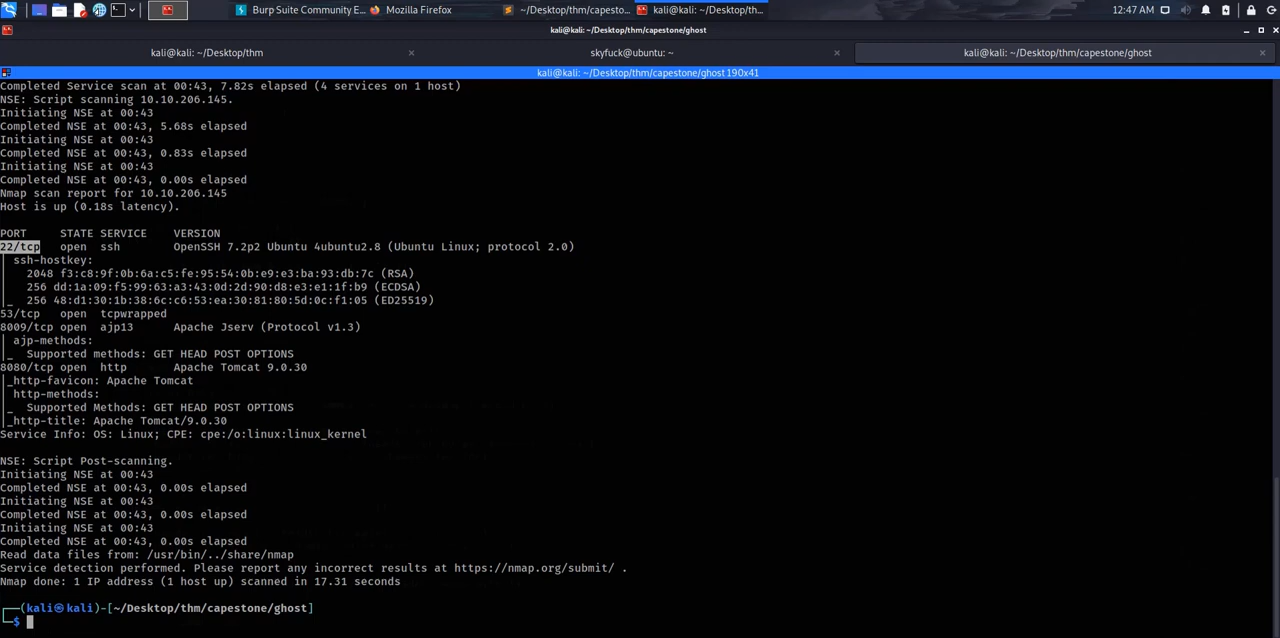 Burp Suite Community E...
Mozilla Firefox
~/Desktop/thm/capesto...
kali@kali: ~/Desktop/th...
12:47 AM
kali@kali: ~/Desktop/thm/capestone/ghost
kali@kali: ~/Desktop/thm
skyfuck@ubuntu: ~
kali@kali: ~/Desktop/thm/capestone/ghost
kali@kali: ~/Desktop/thm/capestone/ghost 190x41
Completed Service scan at 00:43, 7.82s elapsed (4 services on 1 host)
NSE: Script scanning 10.10.206.145.
Initiating NSE at 00:43
Completed NSE at 00:43, 5.68s elapsed
Initiating NSE at 00:43
Completed NSE at 00:43, 0.83s elapsed
Initiating NSE at 00:43
Completed NSE at 00:43, 0.00s elapsed
Nmap scan report for 10.10.206.145
Host is up (0.18s latency).
PORT     STATE SERVICE    VERSION
22/tcp   open  ssh        OpenSSH 7.2p2 Ubuntu 4ubuntu2.8 (Ubuntu Linux; protocol 2.0)
| ssh-hostkey:
|   2048 f3:c8:9f:0b:6a:c5:fe:95:54:0b:e9:e3:ba:93:db:7c (RSA)
|   256 dd:1a:09:f5:99:63:a3:43:0d:2d:90:d8:e3:e1:1f:b9 (ECDSA)
|_  256 48:d1:30:1b:38:6c:c6:53:ea:30:81:80:5d:0c:f1:05 (ED25519)
53/tcp   open  tcpwrapped
8009/tcp open  ajp13      Apache Jserv (Protocol v1.3)
| ajp-methods:
|_  Supported methods: GET HEAD POST OPTIONS
8080/tcp open  http       Apache Tomcat 9.0.30
|_http-favicon: Apache Tomcat
| http-methods:
|_  Supported Methods: GET HEAD POST OPTIONS
|_http-title: Apache Tomcat/9.0.30
Service Info: OS: Linux; CPE: cpe:/o:linux:linux_kernel
NSE: Script Post-scanning.
Initiating NSE at 00:43
Completed NSE at 00:43, 0.00s elapsed
Initiating NSE at 00:43
Completed NSE at 00:43, 0.00s elapsed
Initiating NSE at 00:43
Completed NSE at 00:43, 0.00s elapsed
Read data files from: /usr/bin/../share/nmap
Service detection performed. Please report any incorrect results at https://nmap.org/submit/ .
Nmap done: 1 IP address (1 host up) scanned in 17.31 seconds
┌──(kali㉿kali)-[~/Desktop/thm/capestone/ghost]
└─$